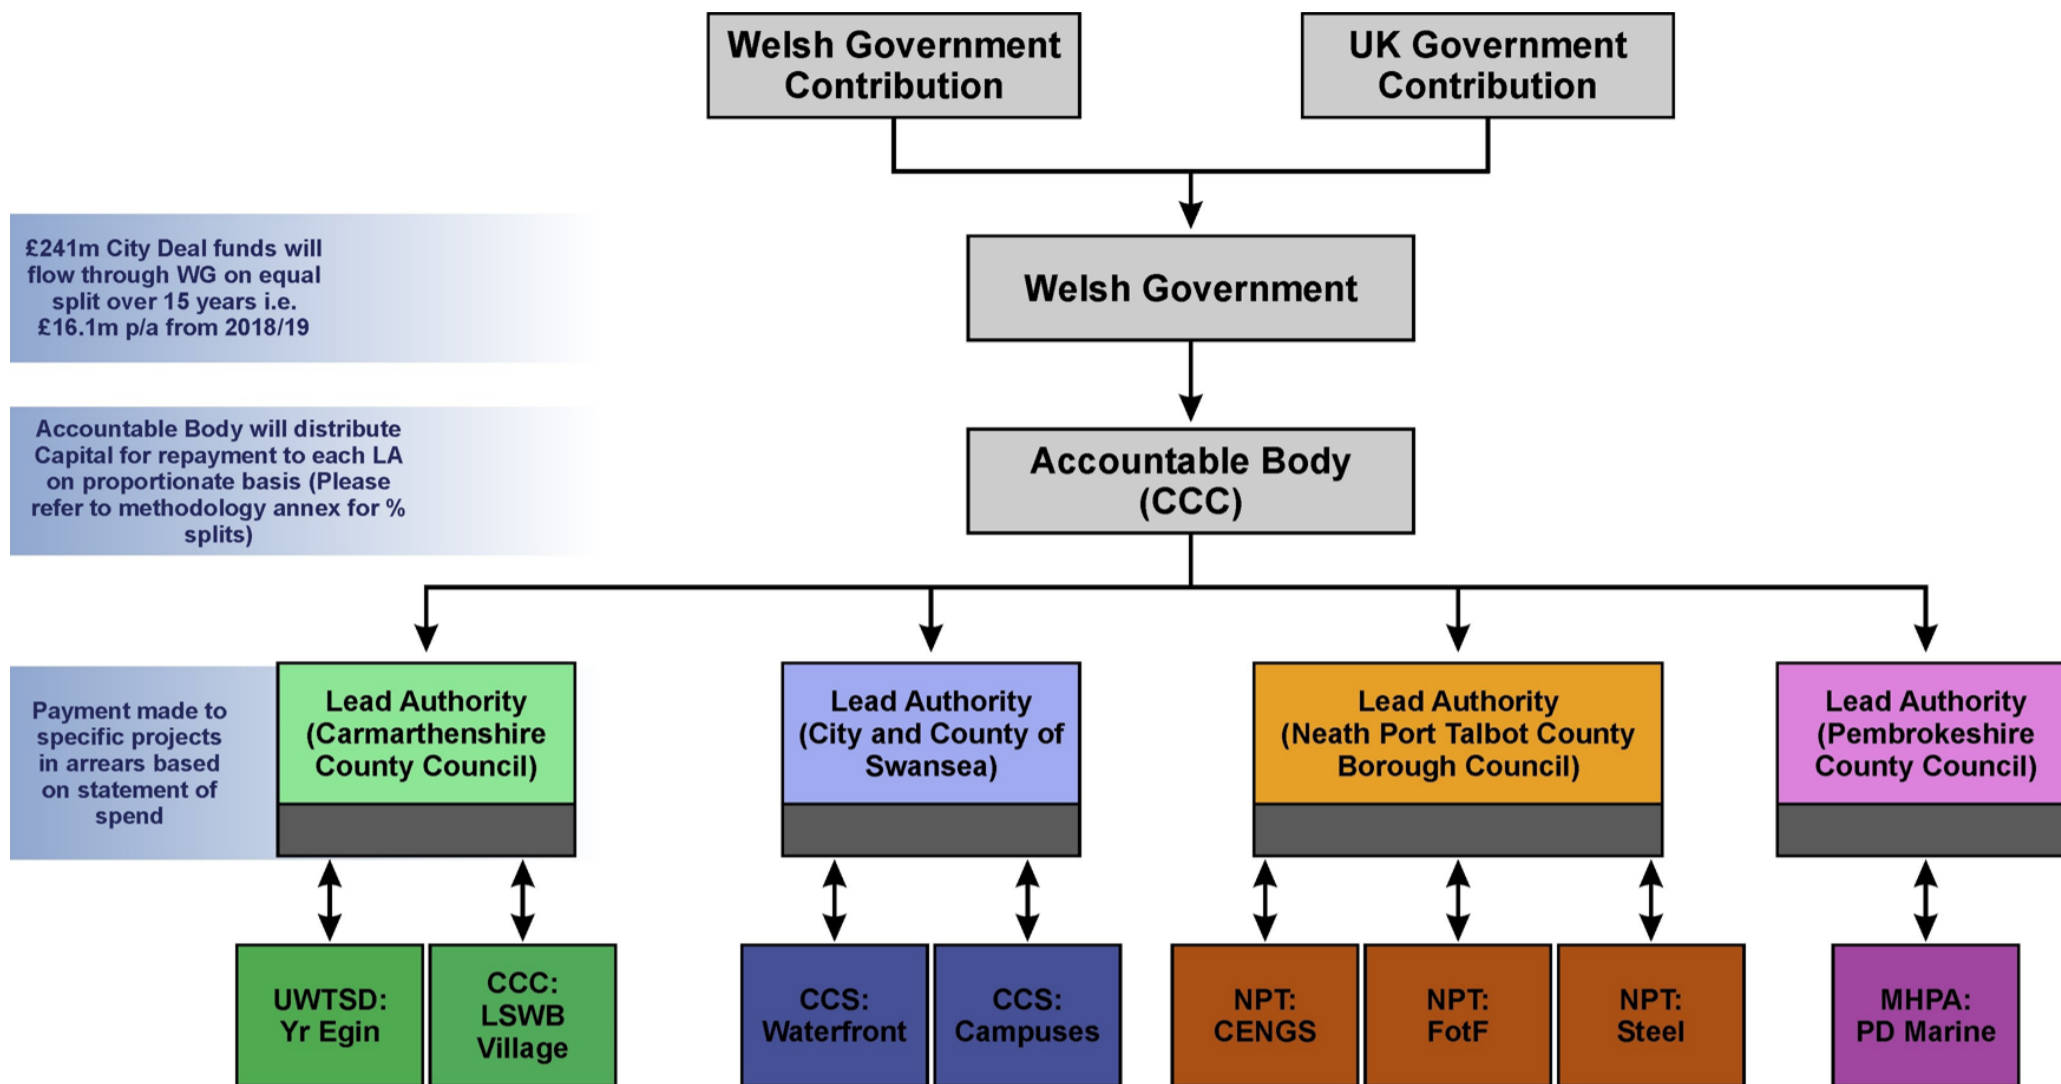 Welsh Government
Contribution
UK Government
Contribution
£241m City Deal funds will
flow through WG on equal
split over 15 years i.e.
£16.1m p/a from 2018/19
Welsh Government
Accountable Body will distribute
Capital for repayment to each LA
on proportionate basis (Please
refer to methodology annex for %
splits)
Accountable Body
(CCC)
Payment made to
specific projects
in arrears based
on statement of
spend
Lead Authority
(Carmarthenshire
County Council)
Lead Authority
(City and County of
Swansea)
Lead Authority
(Neath Port Talbot County
Borough Council)
Lead Authority
(Pembrokeshire
County Council)
UWTSD:
Yr Egin
CCC:
LSWB
Village
CCS:
Waterfront
CCS:
Campuses
NPT:
CENGS
NPT:
FotF
NPT:
Steel
MHPA:
PD Marine